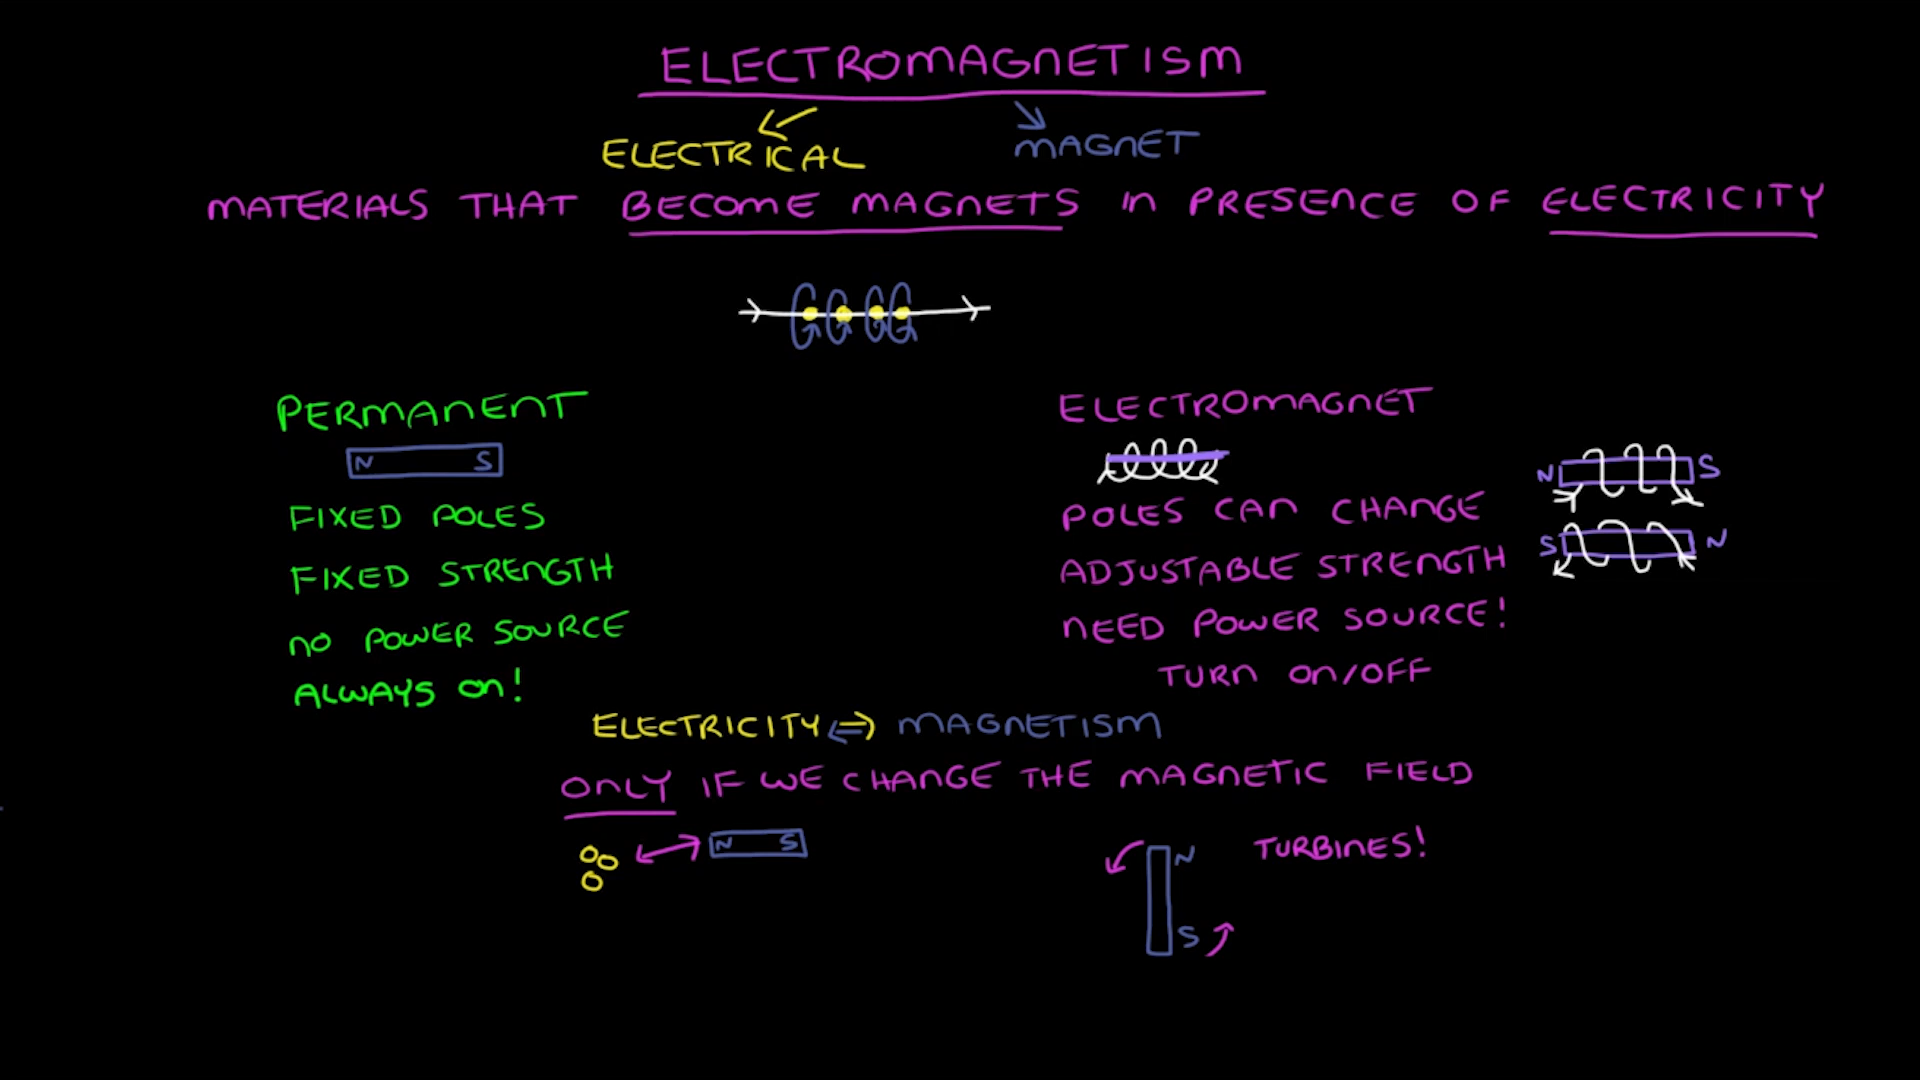 ELECTROMAGNETISM
ELECTRICAL MAGNET
MATERIALS THAT BECOME MAGNETS IN PRESENCE OF ELECTRICITY
PERMANENT
N S
FIXED POLES
FIXED STRENGTH
NO POWER SOURCE
ALWAYS ON!
ELECTROMAGNET
N S
POLES CAN CHANGE
S N
ADJUSTABLE STRENGTH
NEED POWER SOURCE!
TURN ON/OFF
ELECTRICITY MAGNETISM
ONLY IF WE CHANGE THE MAGNETIC FIELD
N S
N
S
TURBINES!